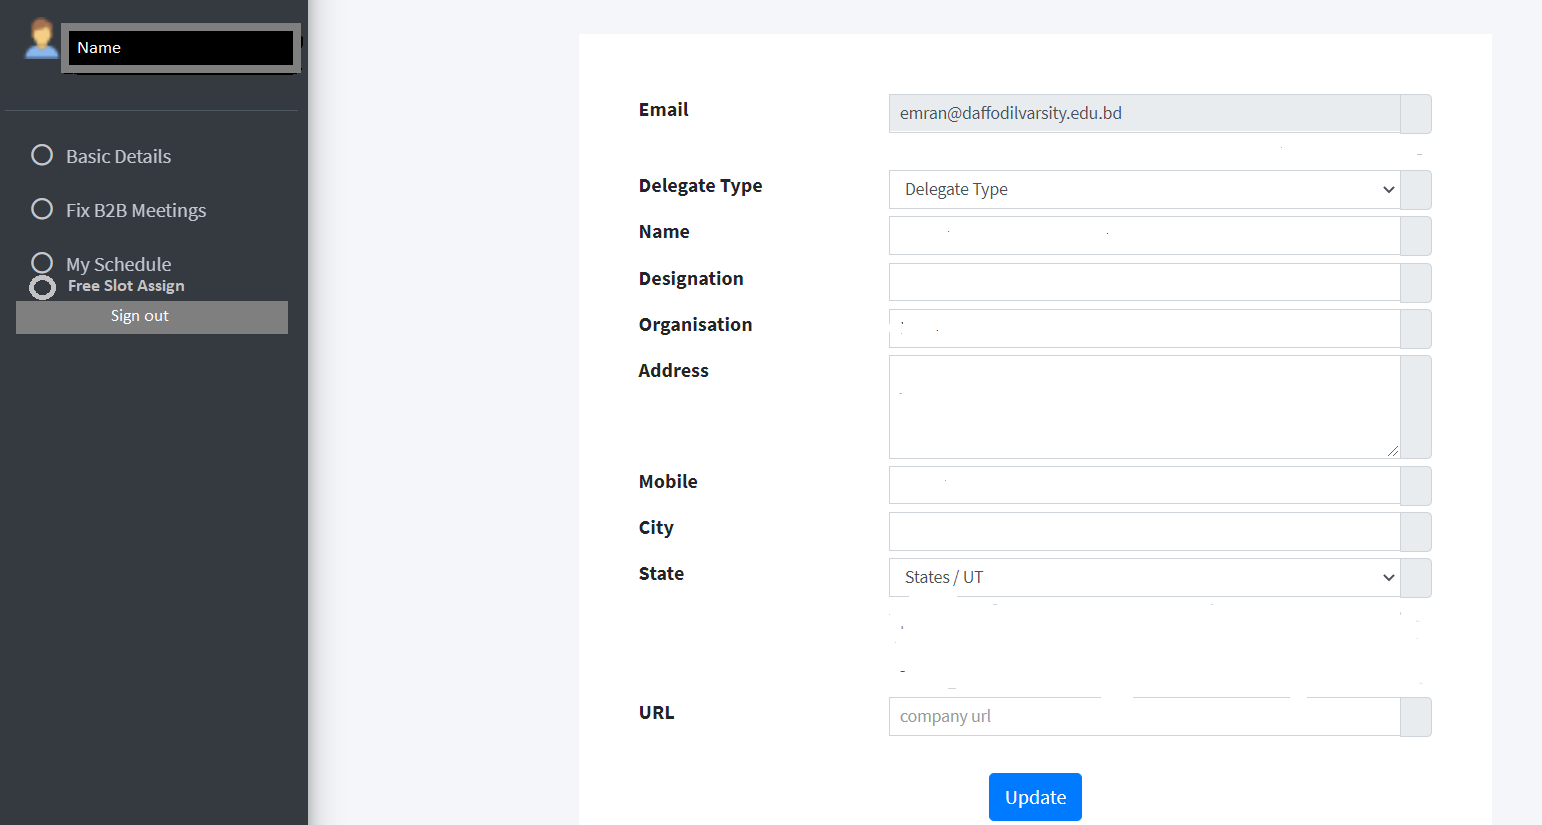 Name
Basic Details
Fix B2B Meetings
My Schedule
Free Slot Assign
Sign out
Email emran@daffodilvarsity.edu.bd
Delegate Type Delegate Type
Name
Designation
Organisation
Address
Mobile
City
State States / UT
URL company url
Update